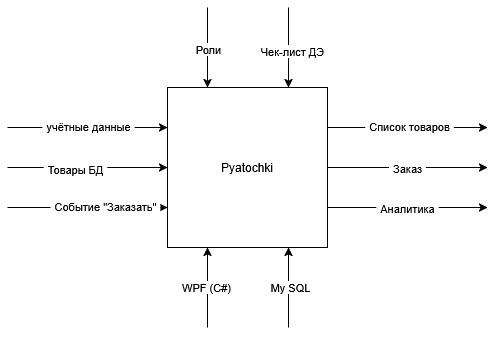 Роли
Чек-лист ДЭ
учётные данные
Список товаров
Товары БД
Pyatochki
Заказ
Событие "Заказать"
Аналитика
WPF (C#)
My SQL